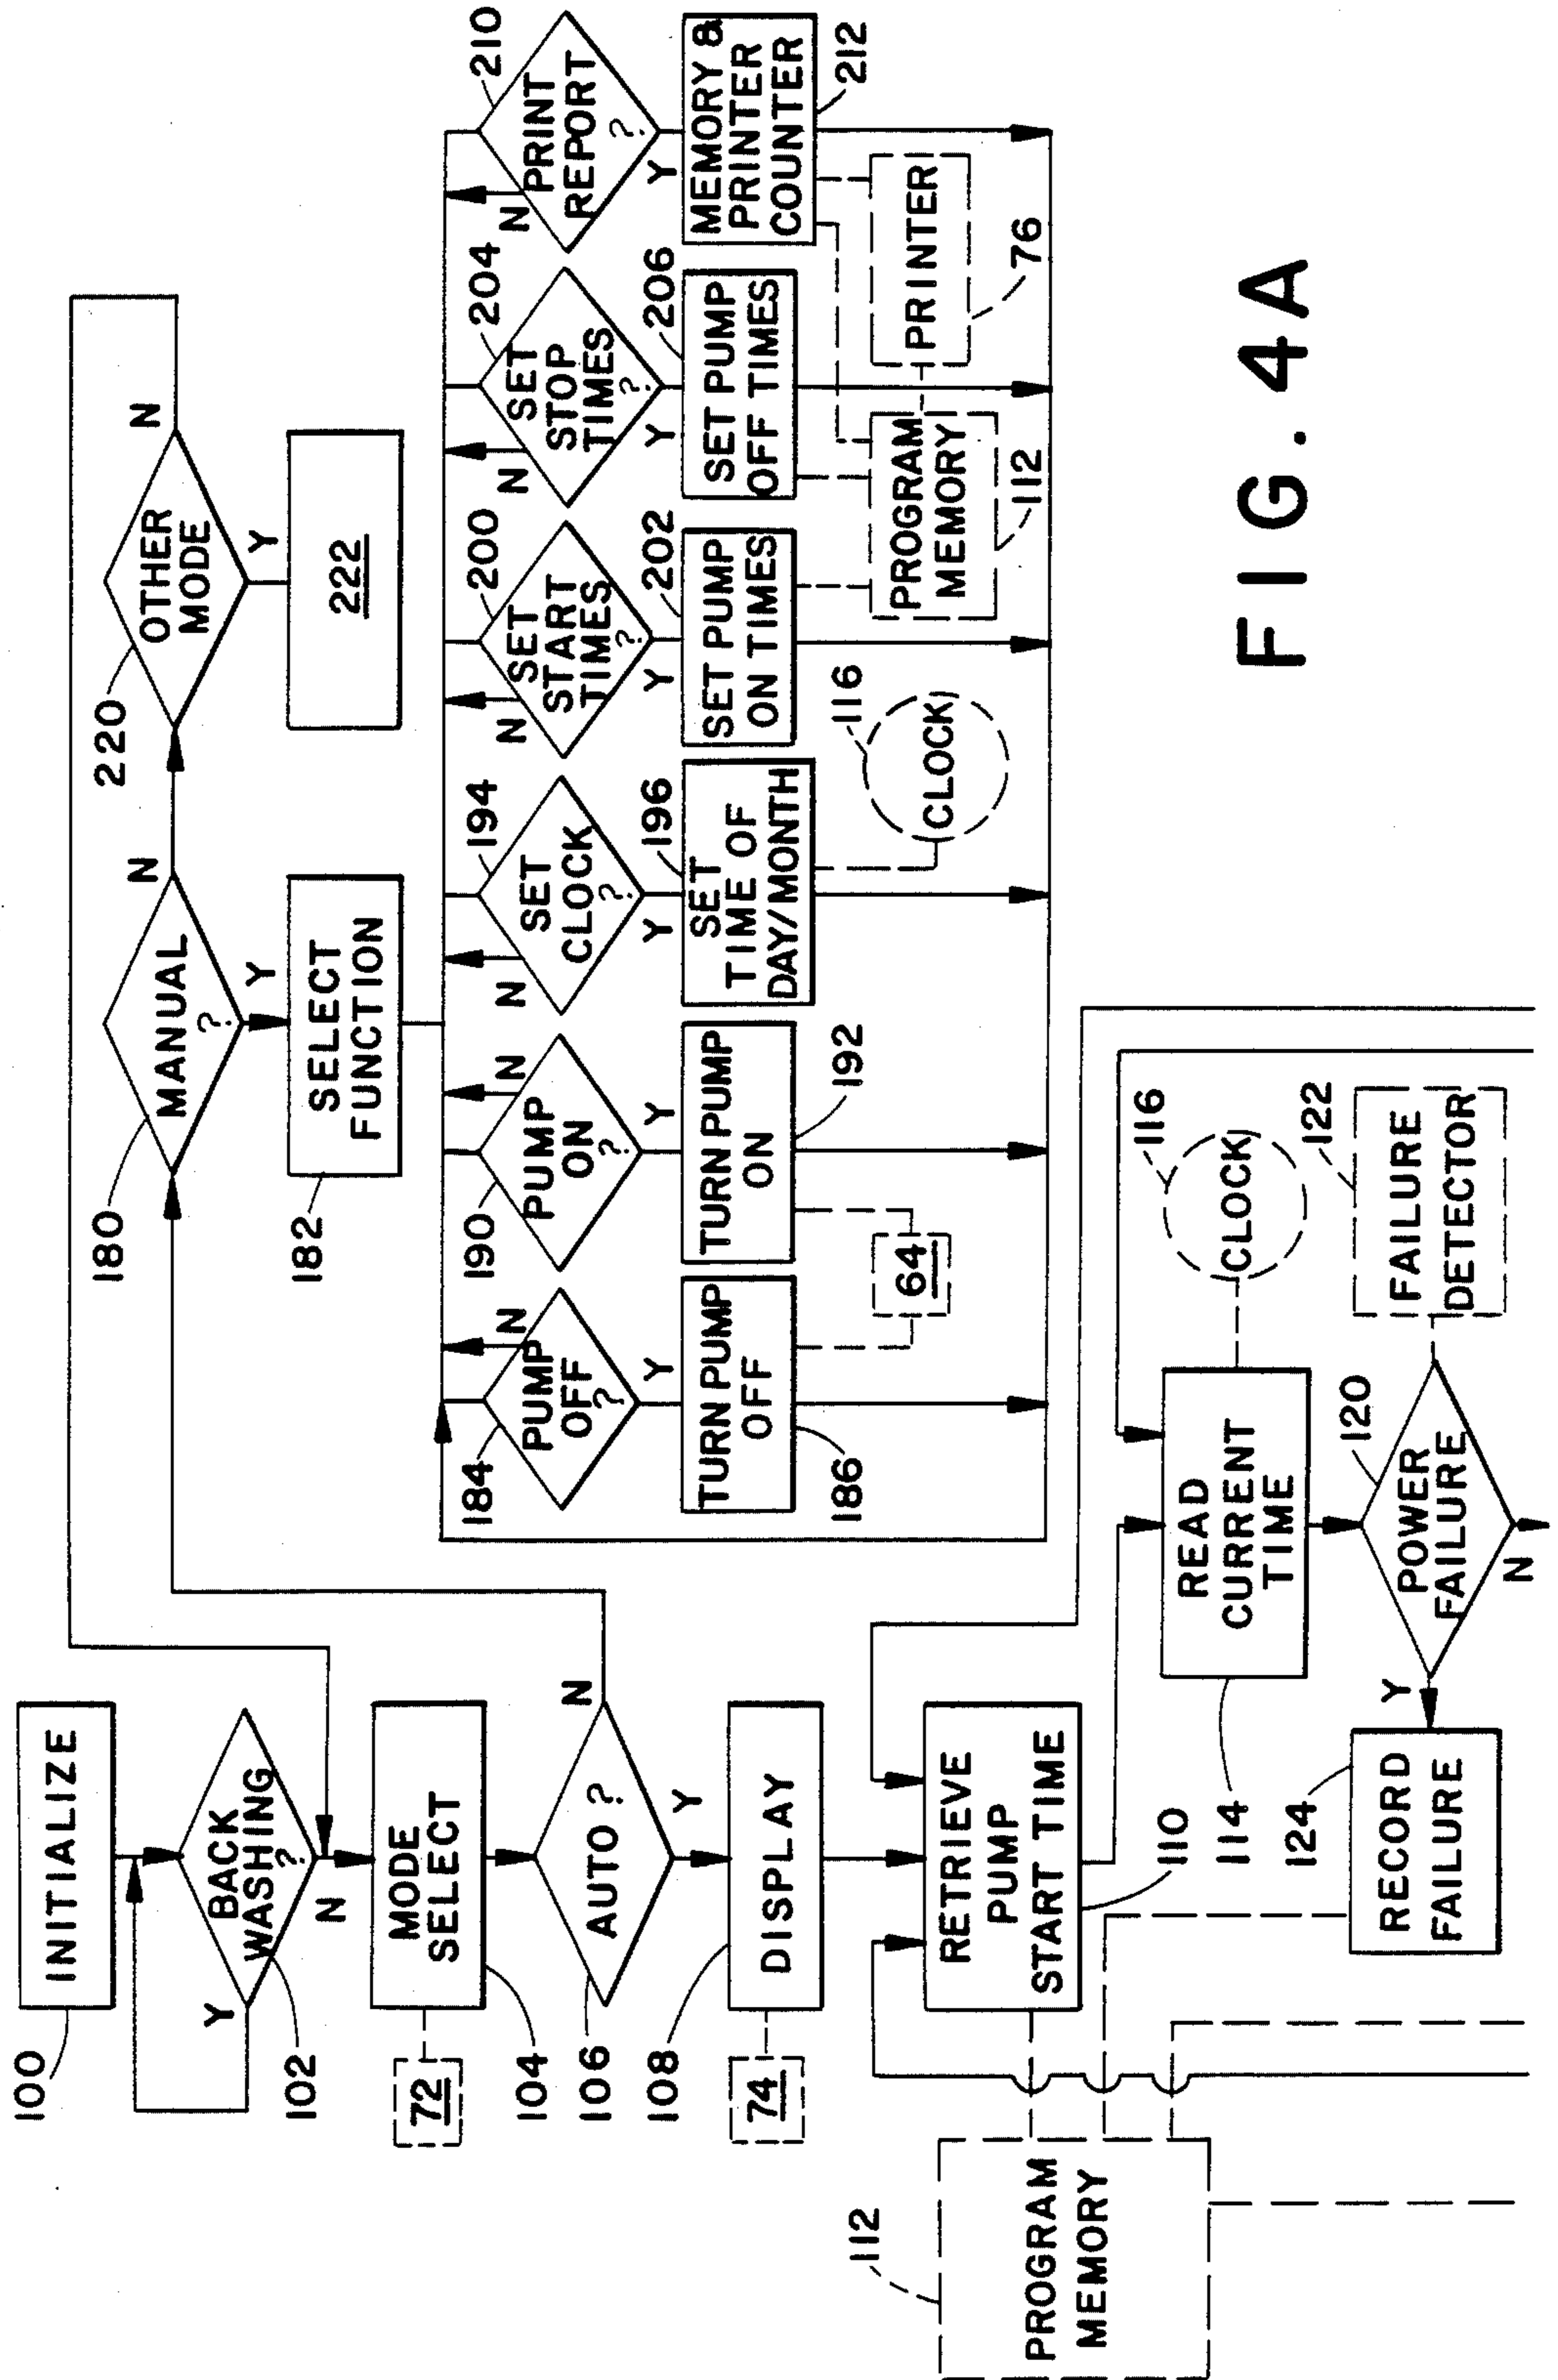 100
INITIALIZE
Y
BACK
WASHING
?
102
N
72
MODE
SELECT
104
106
AUTO ?
N
Y
108
74
DISPLAY
112
PROGRAM
MEMORY
RETRIEVE
PUMP
START TIME
110
116
CLOCK
114
READ
CURRENT
TIME
120
POWER
FAILURE
Y
N
122
FAILURE
DETECTOR
124
RECORD
FAILURE
180
MANUAL
?
N
Y
220
OTHER
MODE
N
Y
222
182
SELECT
FUNCTION
184
PUMP
OFF
?
N
Y
TURN PUMP
OFF
186
190
PUMP
ON
?
N
Y
TURN PUMP
ON
192
64
194
SET
CLOCK
?
N
Y
196
SET
TIME OF
DAY/MONTH
116
CLOCK
200
SET
START
TIMES
?
N
Y
202
SET PUMP
ON TIMES
204
SET
STOP
TIMES
?
N
Y
206
SET PUMP
OFF TIMES
PROGRAM
MEMORY
112
210
PRINT
REPORT
?
N
Y
MEMORY &
PRINTER
COUNTER
212
PRINTER
76
FIG. 4A